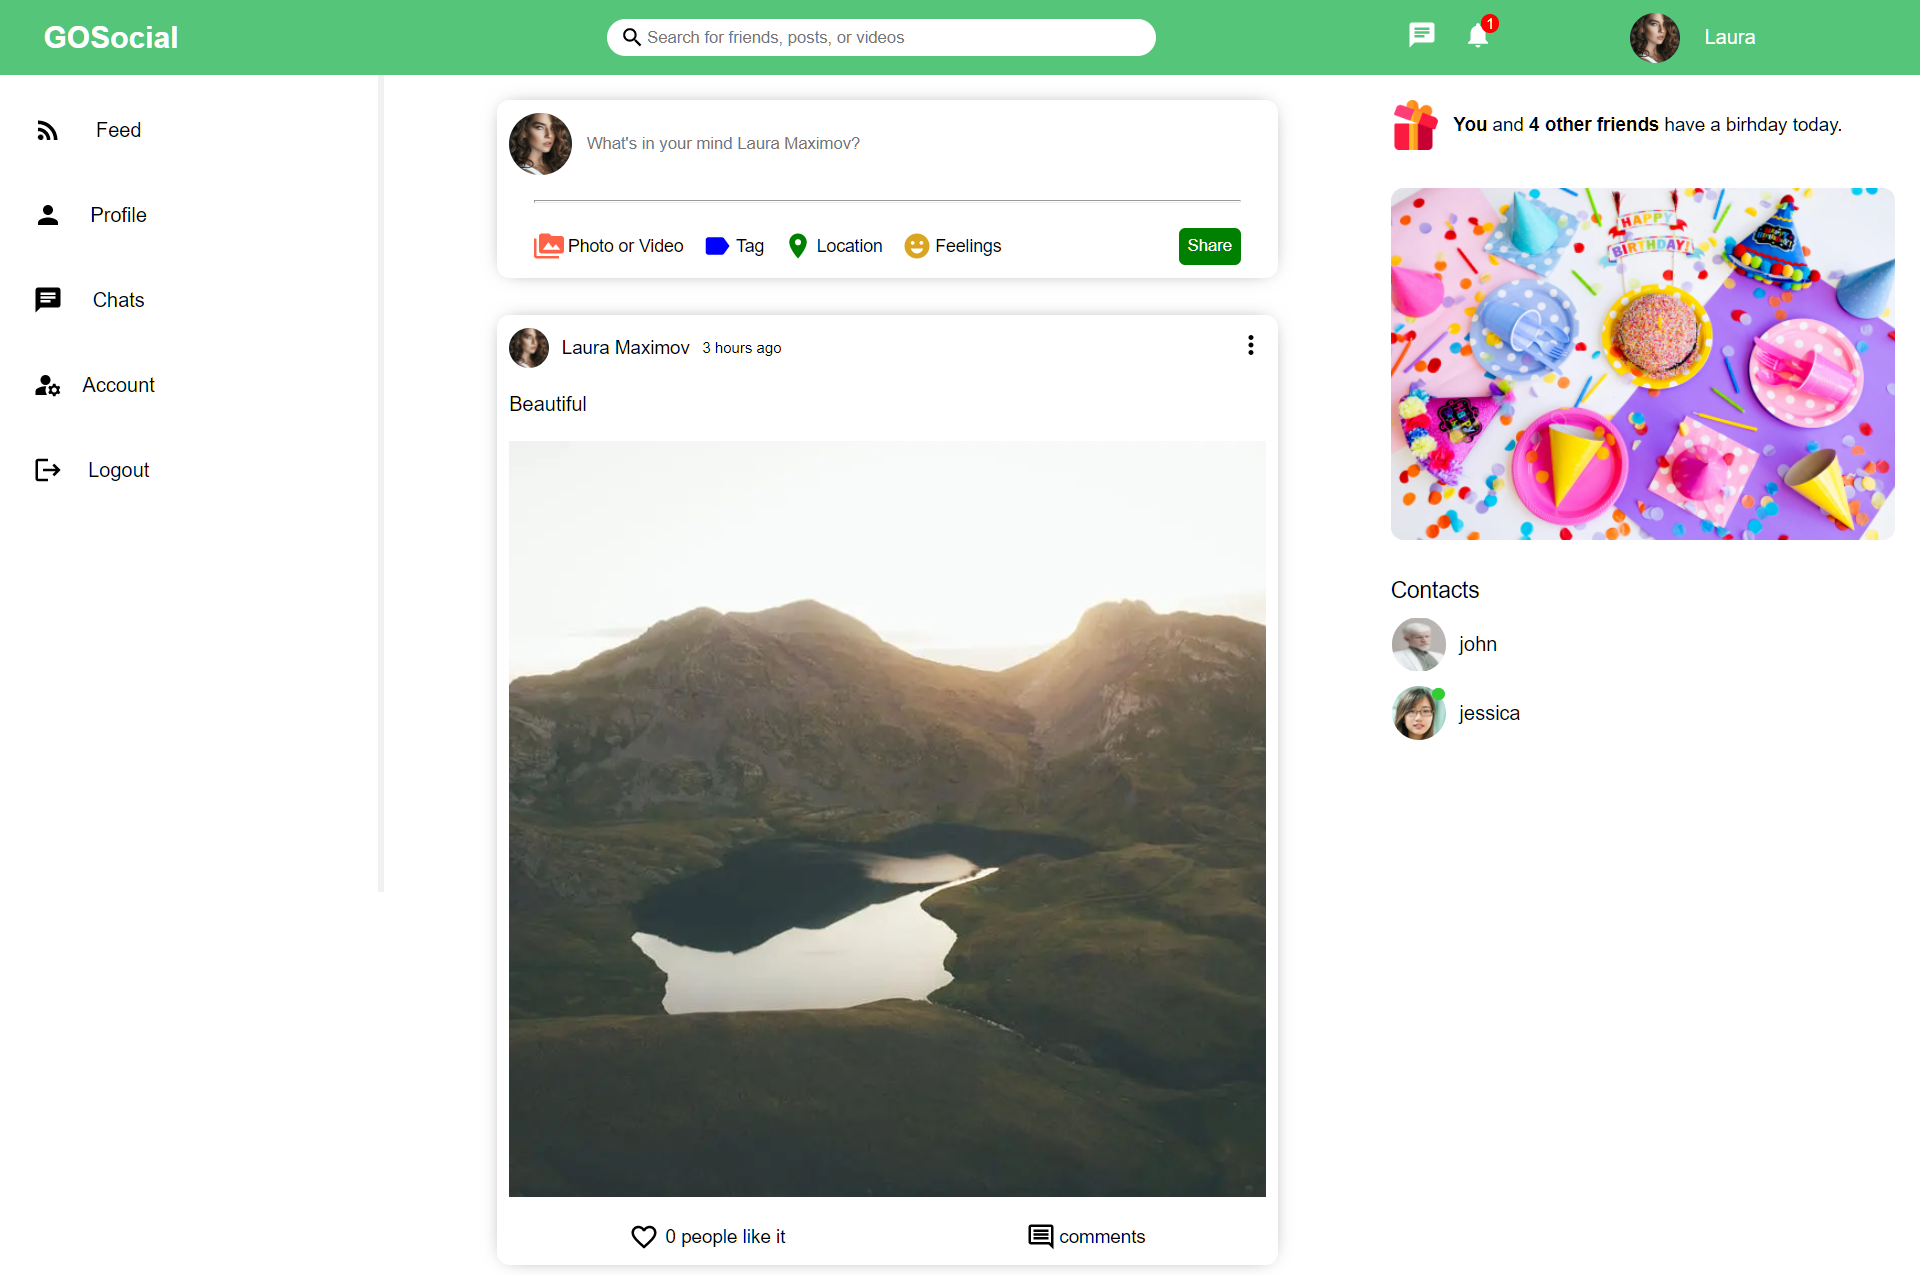 GOSocial
Search for friends, posts, or videos
1
Laura
Feed
Profile
Chats
Account
Logout
What's in your mind Laura Maximov?
Photo or Video
Tag
Location
Feelings
Share
Laura Maximov
3 hours ago
Beautiful
0 people like it
comments
You and 4 other friends have a birhday today.
HAPPY
BIRTHDAY!
Contacts
john
jessica